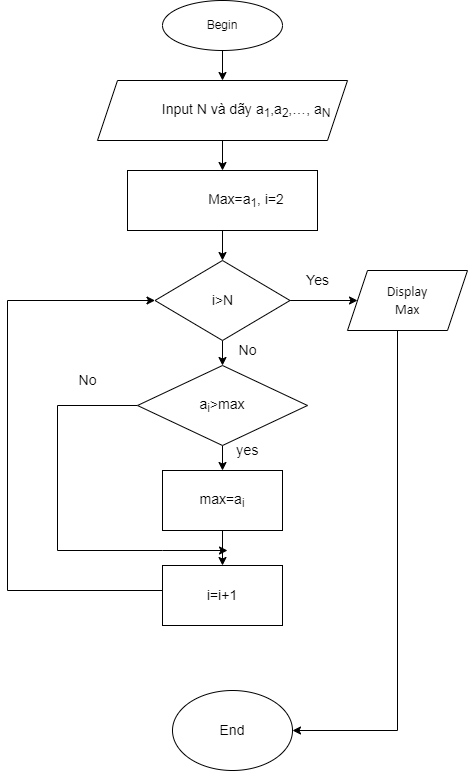 Begin
Input N và dãy a₁,a₂,..., a_N
Max=a₁, i=2
i>N
Yes
Display
Max
No
No
aᵢ>max
yes
max=aᵢ
i=i+1
End